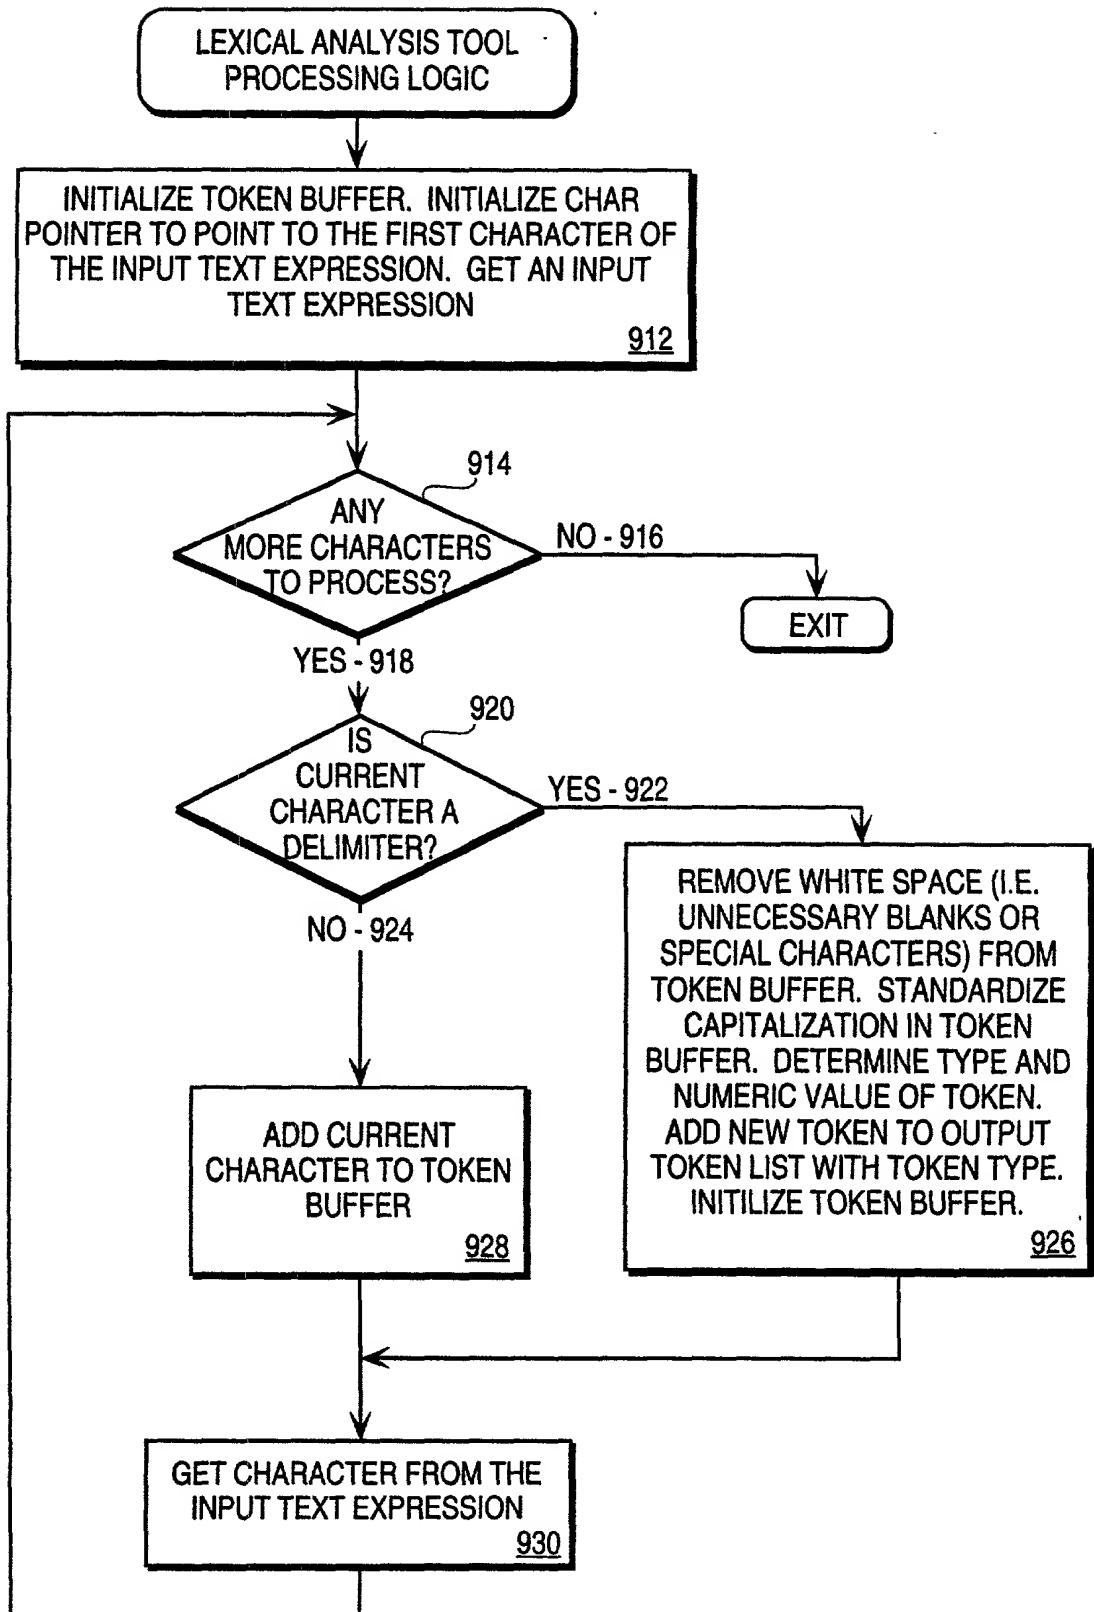 LEXICAL ANALYSIS TOOL
PROCESSING LOGIC
INITIALIZE TOKEN BUFFER. INITIALIZE CHAR
POINTER TO POINT TO THE FIRST CHARACTER OF
THE INPUT TEXT EXPRESSION. GET AN INPUT
TEXT EXPRESSION
912
914
ANY
MORE CHARACTERS
TO PROCESS?
NO - 916
EXIT
YES - 918
920
IS
CURRENT
CHARACTER A
DELIMITER?
YES - 922
NO - 924
REMOVE WHITE SPACE (I.E.
UNNECESSARY BLANKS OR
SPECIAL CHARACTERS) FROM
TOKEN BUFFER. STANDARDIZE
CAPITALIZATION IN TOKEN
BUFFER. DETERMINE TYPE AND
NUMERIC VALUE OF TOKEN.
ADD NEW TOKEN TO OUTPUT
TOKEN LIST WITH TOKEN TYPE.
INITILIZE TOKEN BUFFER.
926
ADD CURRENT
CHARACTER TO TOKEN
BUFFER
928
GET CHARACTER FROM THE
INPUT TEXT EXPRESSION
930